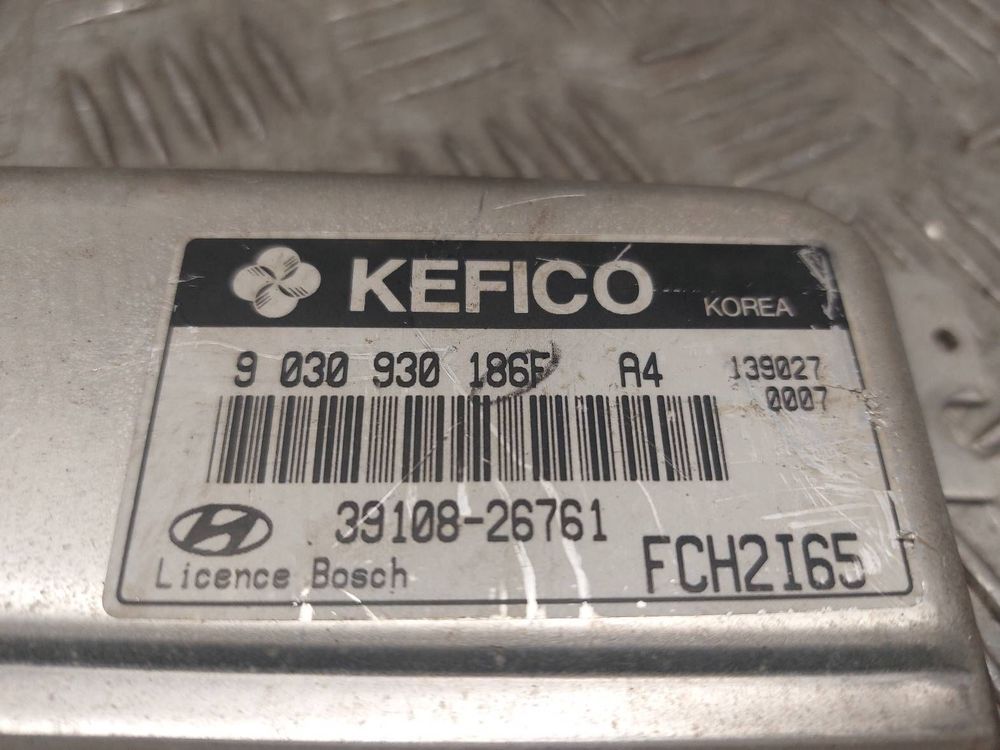 KEFICO KOREA
9 030 930 186F A4 139027
0007
39108-26761
Licence Bosch FCH2I65